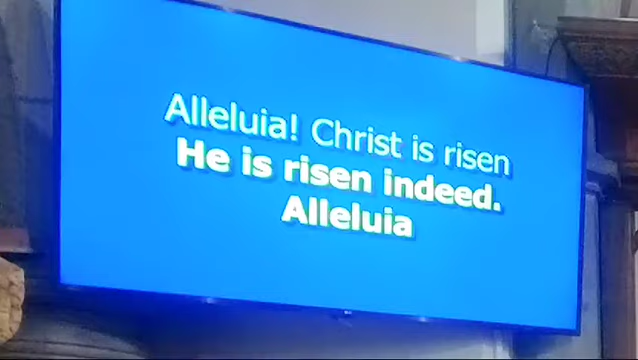 Alleluia! Christ is risen
He is risen indeed.
Alleluia